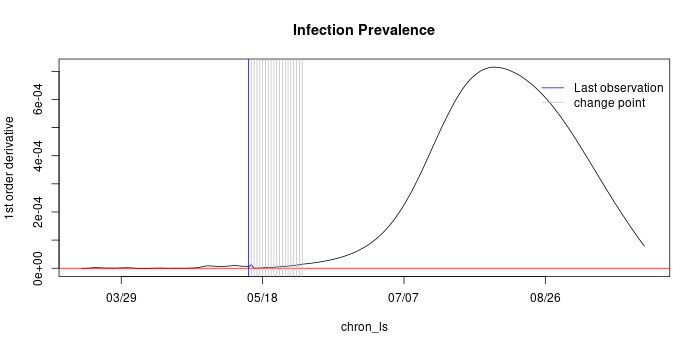 Infection Prevalence
1st order derivative
6e-04
4e-04
2e-04
0e+00
Last observation
change point
03/29
05/18
07/07
08/26
chron_ls